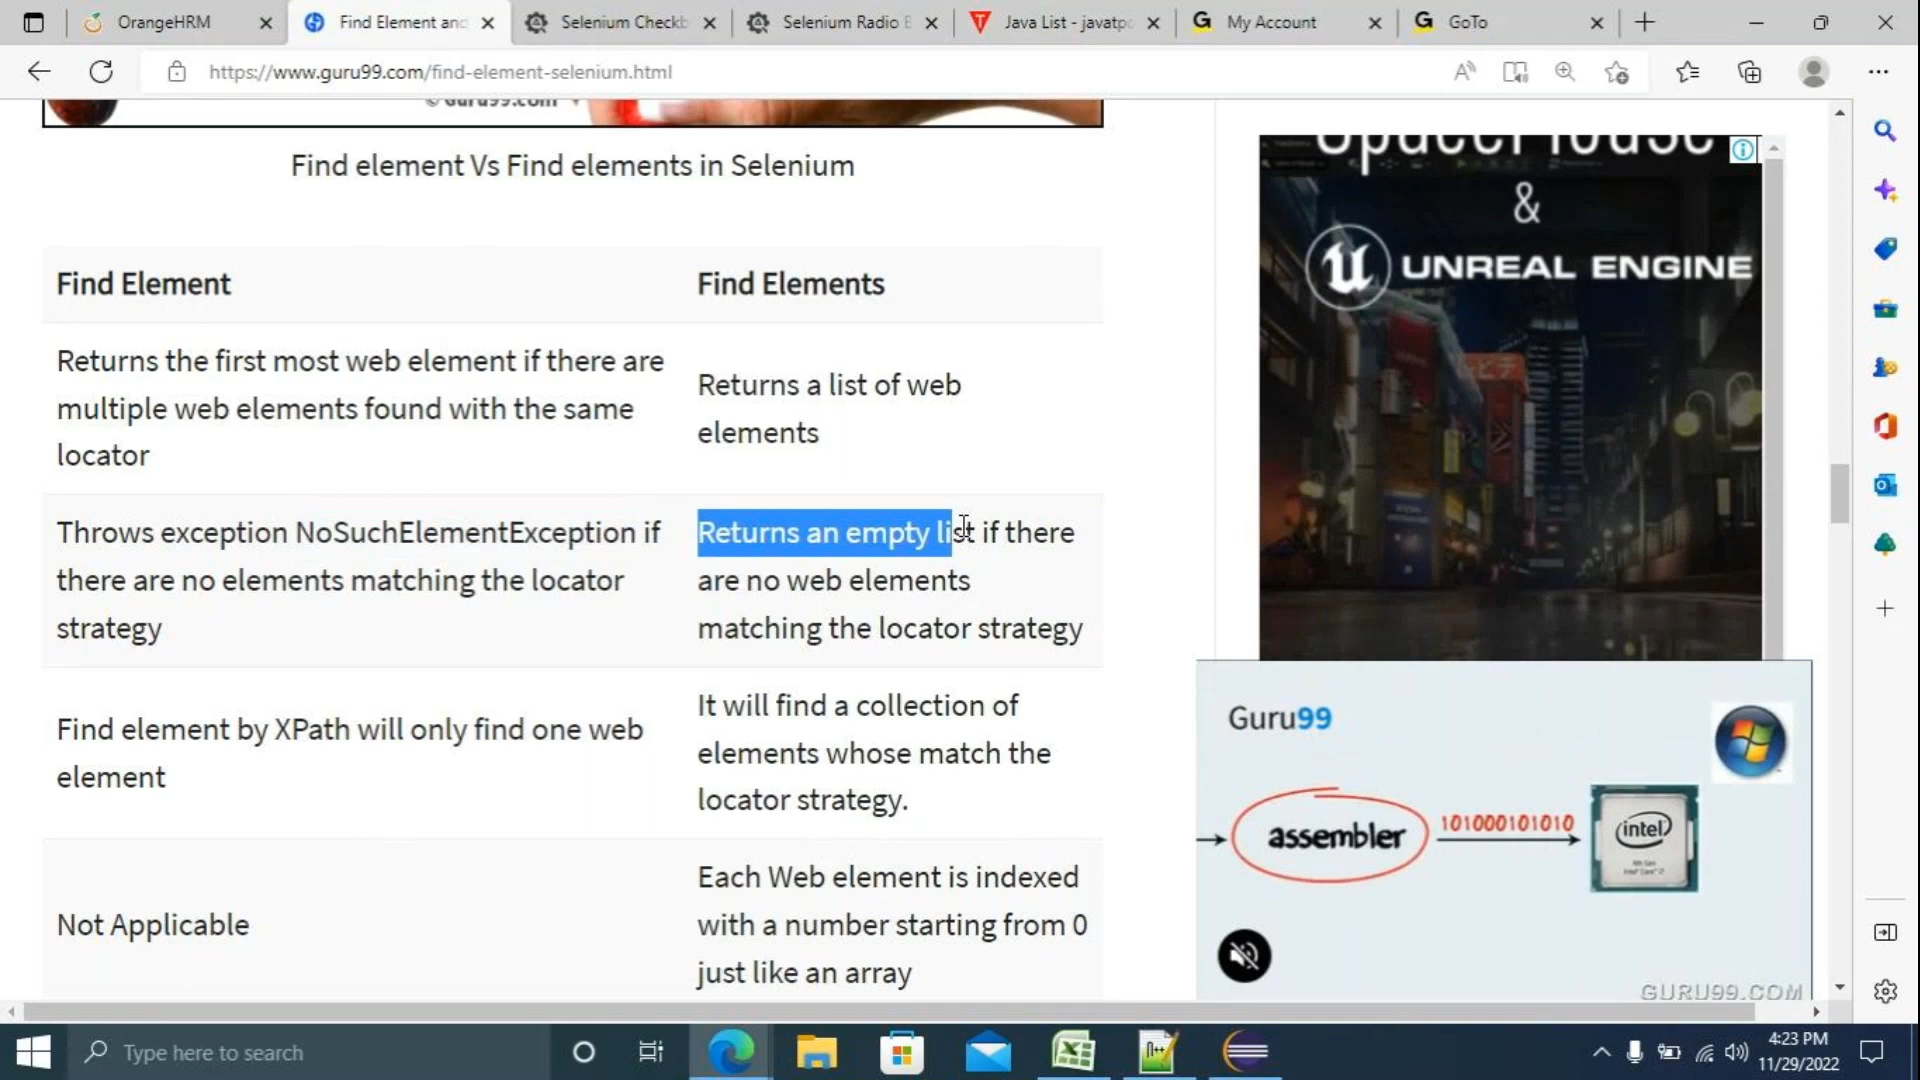 OrangeHRM
Find Element and
Selenium Checkb
Selenium Radio B
Java List - javatpo
G My Account
G GoTo
https://www.guru99.com/find-element-selenium.html
© Guru99.com
Find element Vs Find elements in Selenium
Find Element
Find Elements
Returns the first most web element if there are
multiple web elements found with the same
locator
Returns a list of web
elements
Throws exception NoSuchElementException if
there are no elements matching the locator
strategy
Returns an empty list if there
are no web elements
matching the locator strategy
Find element by XPath will only find one web
element
It will find a collection of
elements whose match the
locator strategy.
Not Applicable
Each Web element is indexed
with a number starting from 0
just like an array
&
UNREAL ENGINE
Guru99
assembler
101000101010
intel
GURU99.COM
Type here to search
4:23 PM
11/29/2022